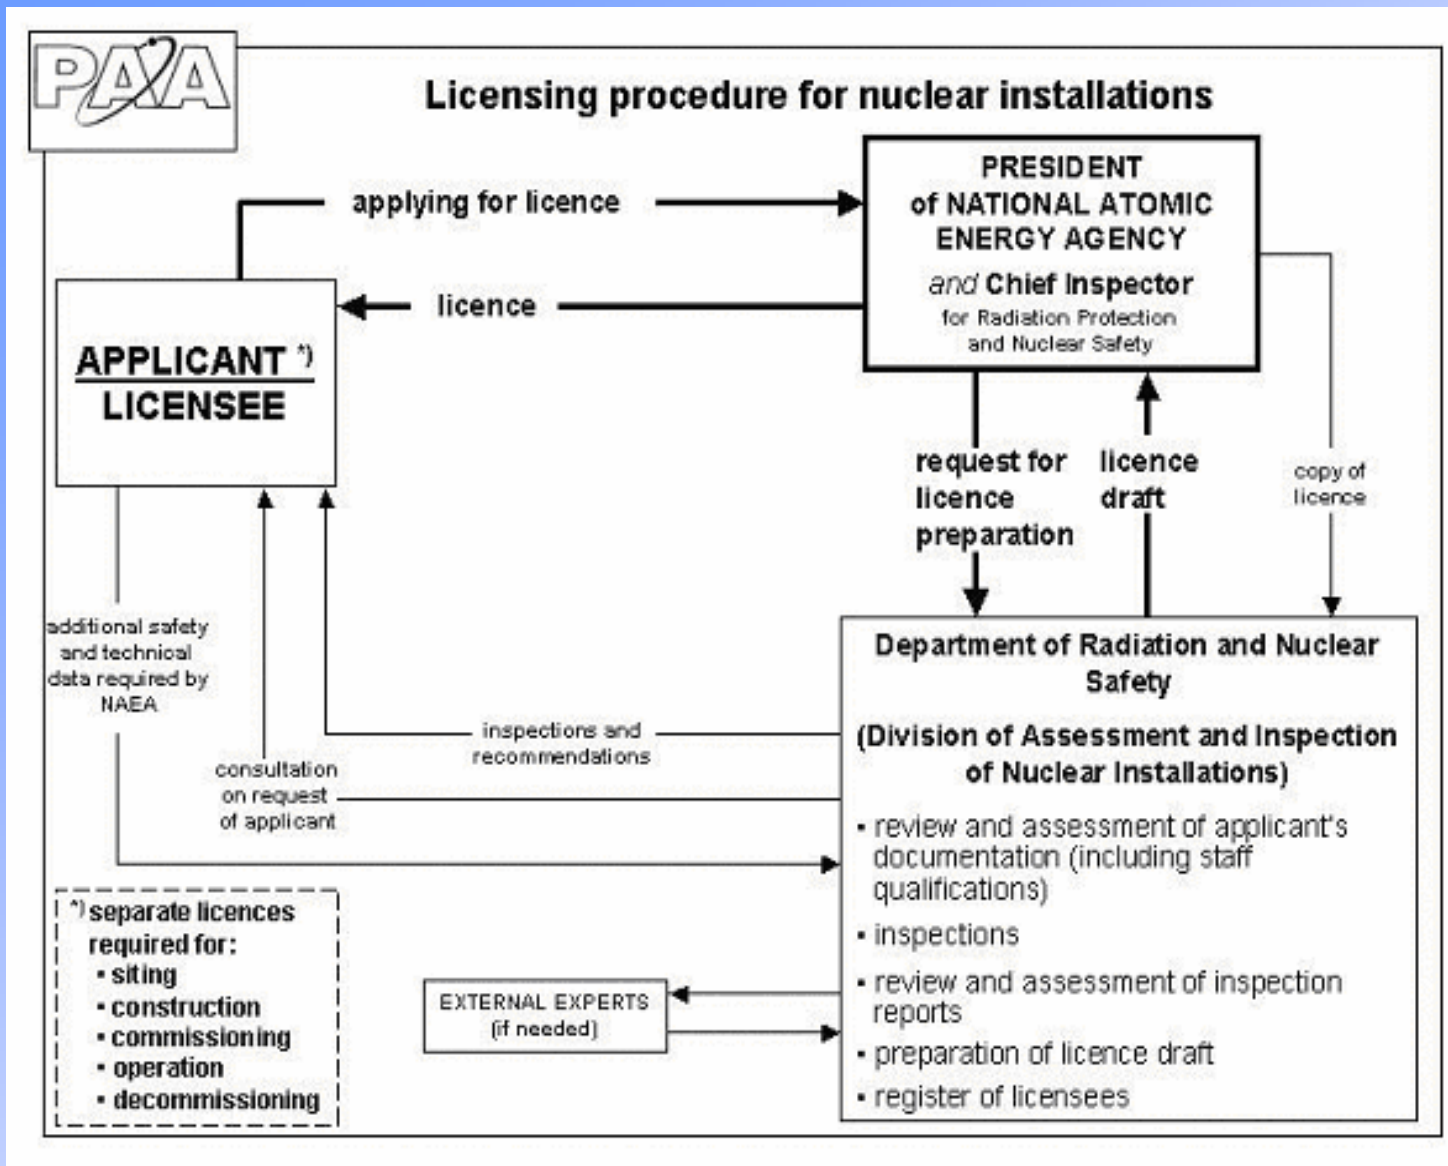 PAA
Licensing procedure for nuclear installations
applying for licence
licence
PRESIDENT
of NATIONAL ATOMIC
ENERGY AGENCY
and Chief Inspector
for Radiation Protection
and Nuclear Safety
APPLICANT *)
LICENSEE
request for
licence
preparation
licence
draft
copy of
licence
additional safety
and technical
data required by
NAEA
consultation
on request
of applicant
inspections and
recommendations
Department of Radiation and Nuclear
Safety
(Division of Assessment and Inspection
of Nuclear Installations)
▪ review and assessment of applicant's
documentation (including staff
qualifications)
▪ inspections
▪ review and assessment of inspection
reports
▪ preparation of licence draft
▪ register of licensees
EXTERNAL EXPERTS
(if needed)
*) separate licences
required for:
▪ siting
▪ construction
▪ commissioning
▪ operation
▪ decommissioning